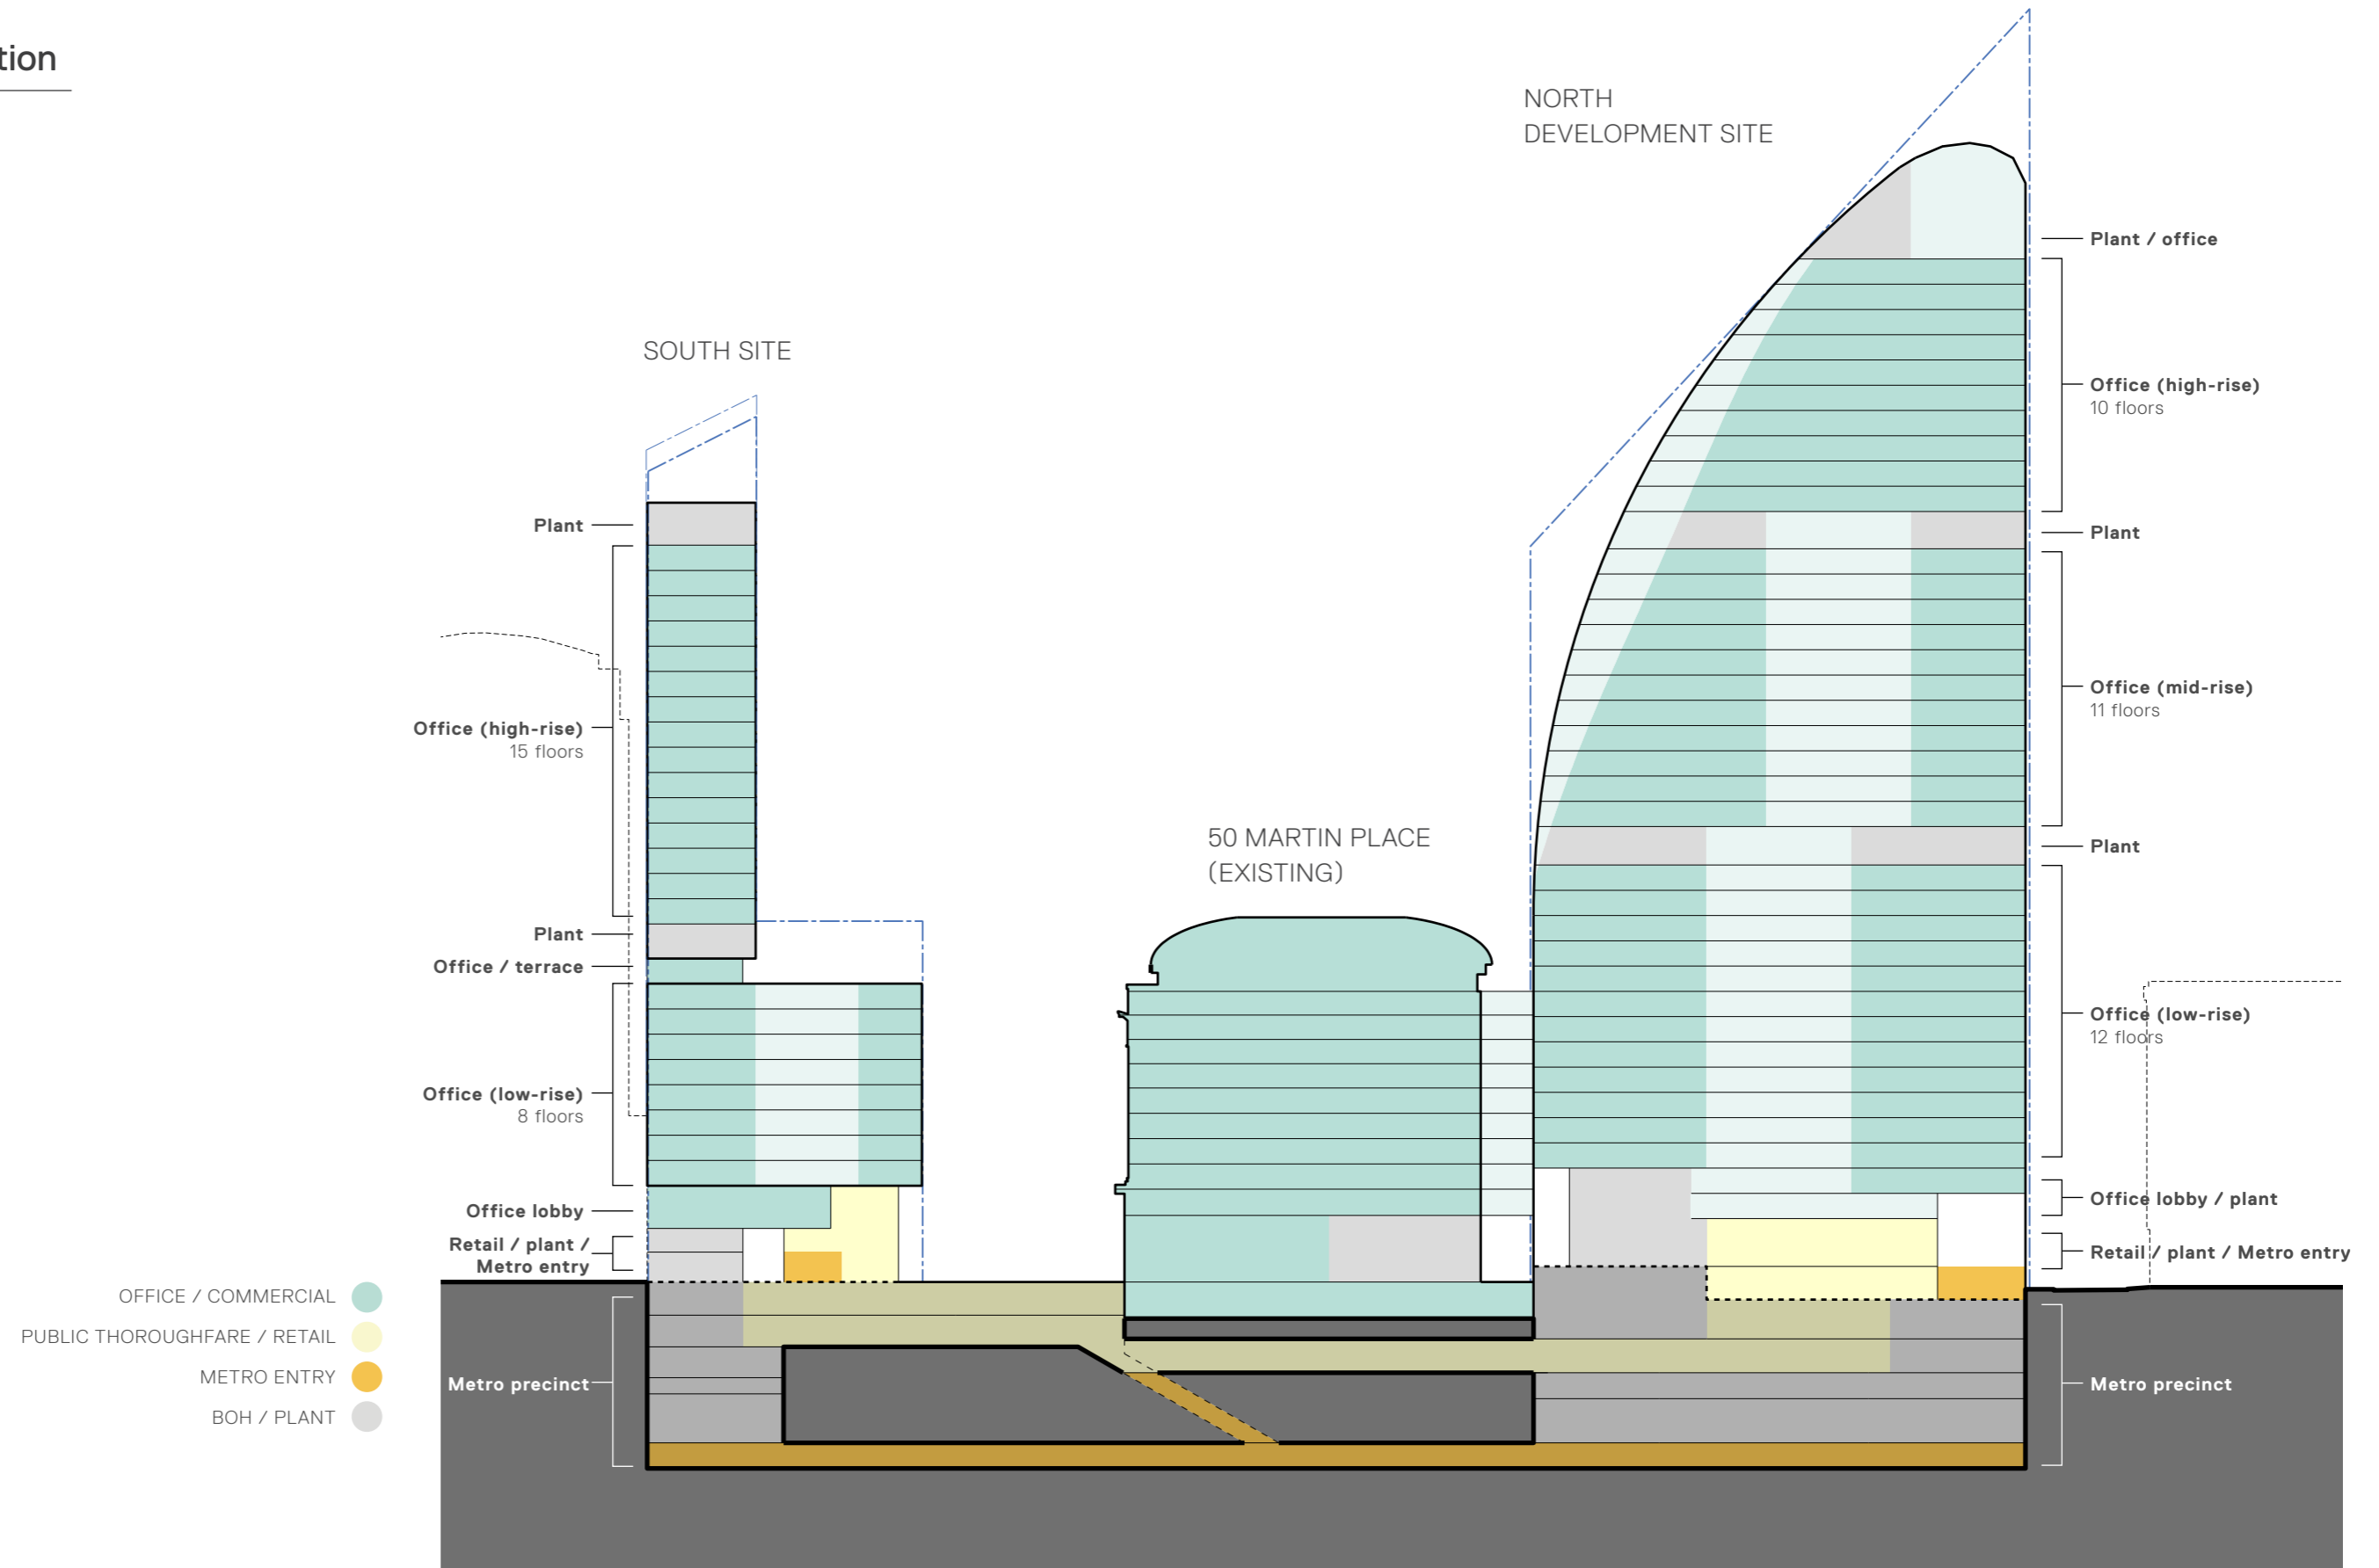 tion
NORTH
DEVELOPMENT SITE
SOUTH SITE
50 MARTIN PLACE
(EXISTING)
Plant
Office (high-rise)
15 floors
Plant
Office / terrace
Office (low-rise)
8 floors
Office lobby
Retail / plant /
Metro entry
Metro precinct
Plant / office
Office (high-rise)
10 floors
Plant
Office (mid-rise)
11 floors
Plant
Office (low-rise)
12 floors
Office lobby / plant
Retail / plant / Metro entry
Metro precinct
OFFICE / COMMERCIAL
PUBLIC THOROUGHFARE / RETAIL
METRO ENTRY
BOH / PLANT